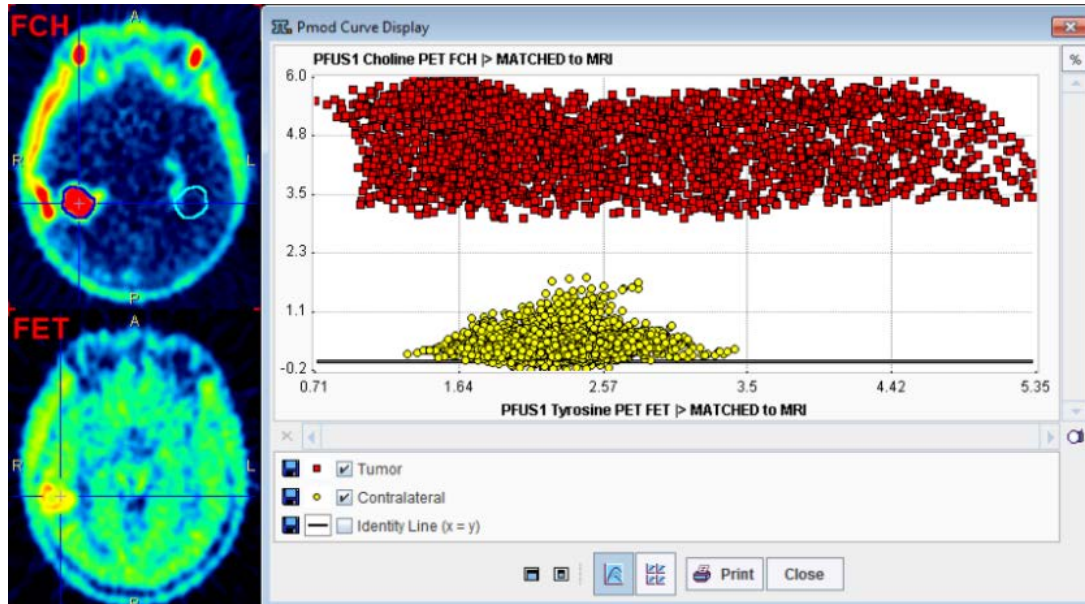 FCH
A
R
L
P
FET
A
R
L
P
Pmod Curve Display
PFUS1 Choline PET FCH |> MATCHED to MRI
%
6.0
4.8
3.5
2.3
1.1
-0.2
0.71 1.64 2.57 3.5 4.42 5.35
PFUS1 Tyrosine PET FET |> MATCHED to MRI
Tumor
Contralateral
Identity Line (x = y)
Print Close